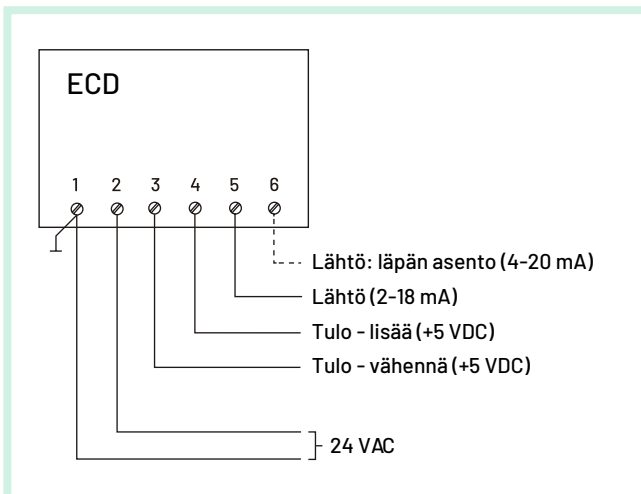 ECD
1 2 3 4 5 6
Lähtö: läpän asento (4-20 mA)
Lähtö (2-18 mA)
Tulo - lisää (+5 VDC)
Tulo - vähennä (+5 VDC)
24 VAC